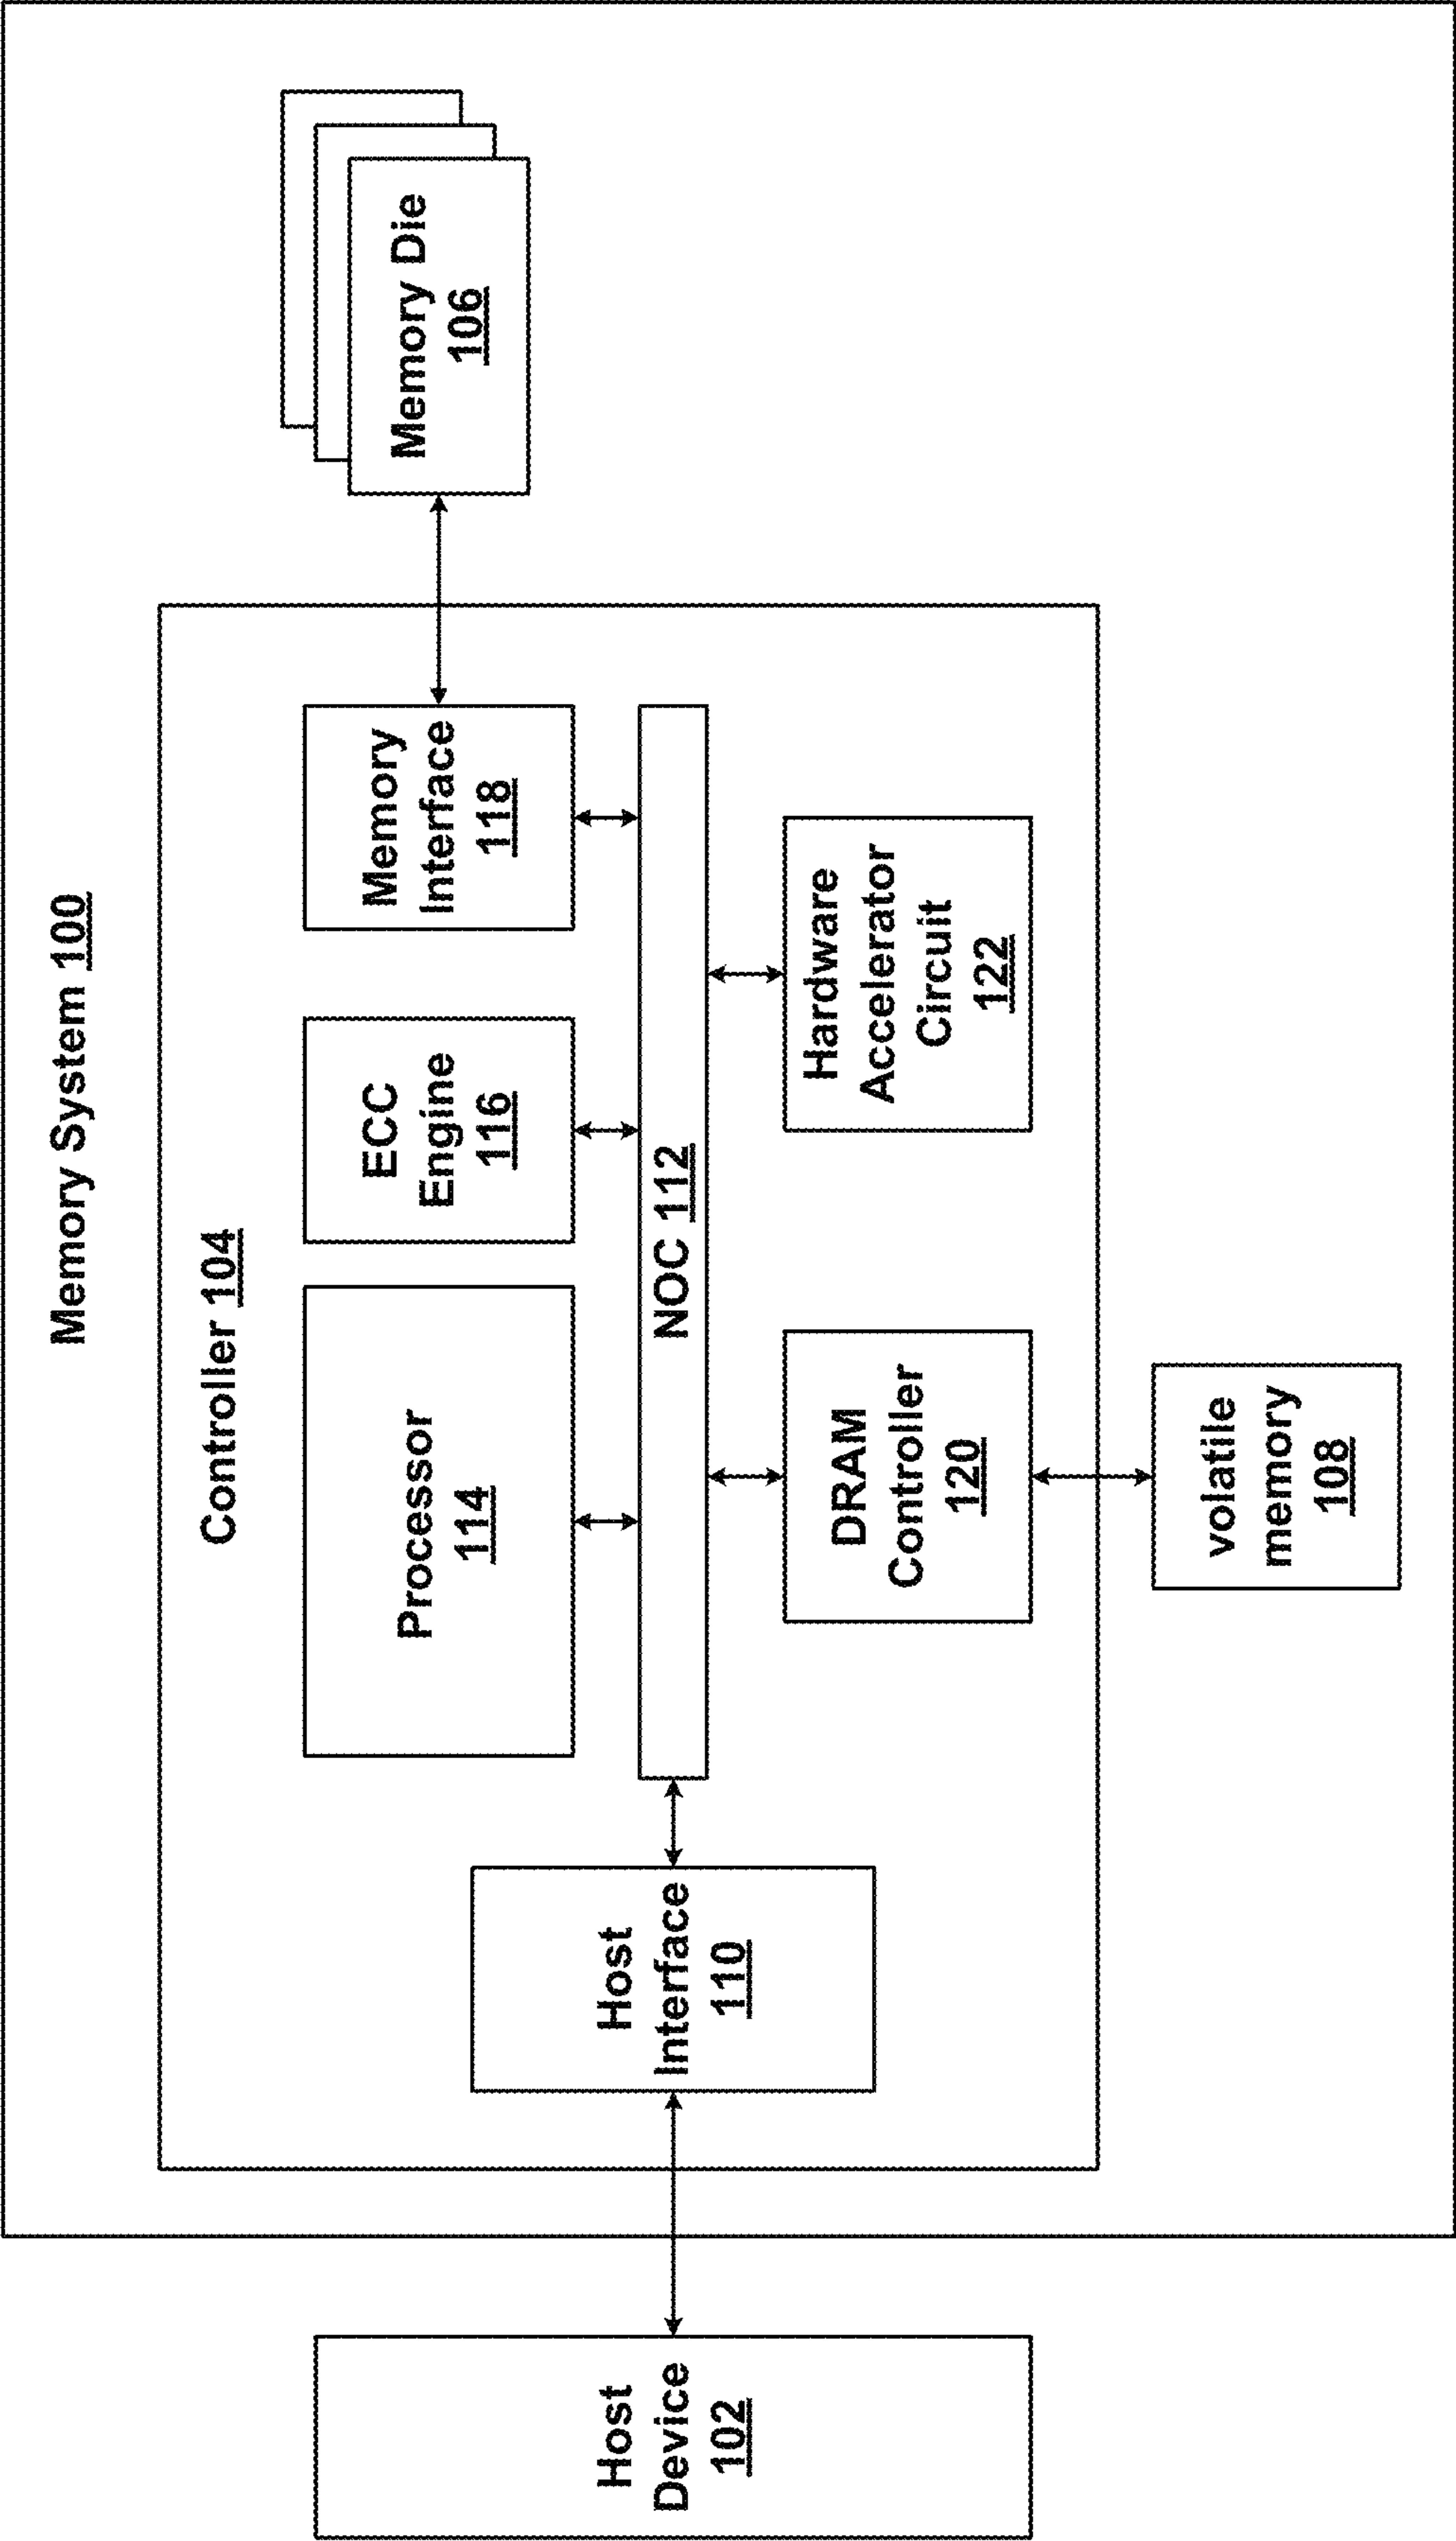 Memory System 100
Controller 104
Host
Device
102
Host
Interface
110
Processor
114
ECC
Engine
116
Memory
Interface
118
Memory Die
106
NOC 112
DRAM
Controller
120
Hardware
Accelerator
Circuit
122
volatile
memory
108